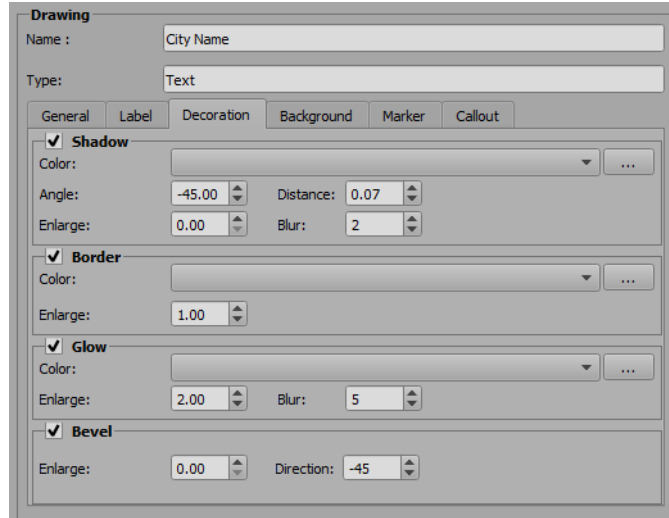 Drawing
Name : City Name
Type: Text
General Label Decoration Background Marker Callout
Shadow
Color: ...
Angle: -45.00 Distance: 0.07
Enlarge: 0.00 Blur: 2
Border
Color: ...
Enlarge: 1.00
Glow
Color: ...
Enlarge: 2.00 Blur: 5
Bevel
Enlarge: 0.00 Direction: -45